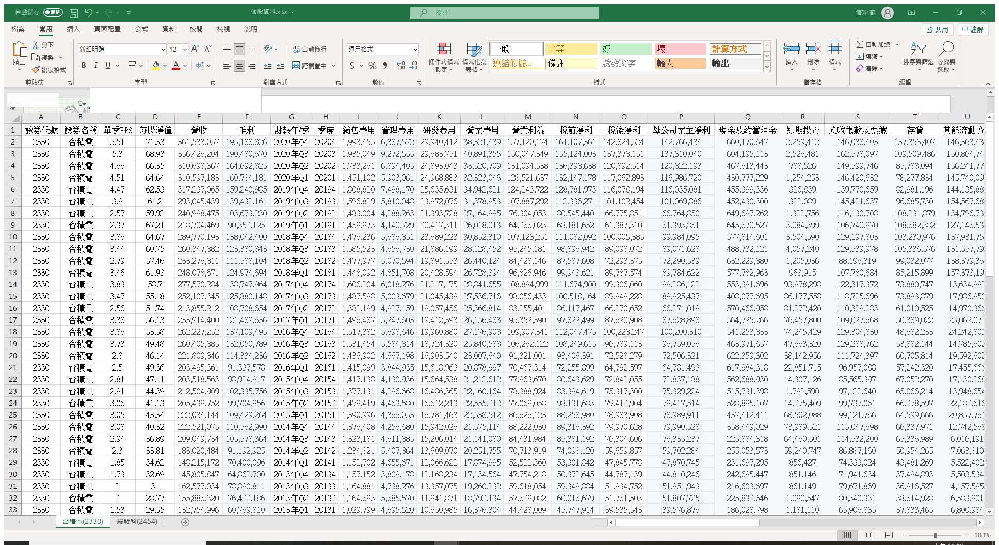 自動儲存 關閉 個股資料.xlsx 搜尋 信瑜 蘇
檔案 常用 插入 頁面配置 公式 資料 校閱 檢視 說明 共用 註解
貼上 剪下 複製 複製格式 剪貼簿
新細明體 12 A A B I U A 中 字型
ab 自動換行 跨欄置中 對齊方式
通用格式 $ % 數值
條件式格式設定 格式化為表格 一般 中等 好 壞 計算方式
連結的儲... 備註 說明文字 輸入 輸出 樣式
插入 刪除 格式 儲存格
自動加總 填滿 清除 排序與篩選 尋找與選取 編輯
A B C D E F G H I J K L M N O P Q R S T U
1 證券代號 證券名稱 單季EPS 每股淨值 營收 毛利 財報年/季 季度 銷售費用 管理費用 研發費用 營業費用 營業利益 稅前淨利 稅後淨利 母公司業主淨利 現金及約當現金 短期投資 應收帳款及票據 存貨 其餘流動資
2 2330 台積電 5.51 71.33 361,533,057 195,188,826 2020年Q4 20204 1,993,455 6,387,572 29,940,412 38,321,439 157,120,174 161,107,361 142,824,524 142,766,434 660,170,647 2,259,412 146,038,403 137,353,407 146,363,43
3 2330 台積電 5.3 68.93 356,426,204 190,480,670 2020年Q3 20203 1,935,049 9,272,555 29,683,751 40,891,355 150,047,349 155,124,003 137,378,151 137,310,040 604,195,113 2,526,481 162,578,097 109,509,486 150,864,74
4 2330 台積電 4.66 66.35 310,698,367 164,692,825 2020年Q2 20202 1,733,261 6,894,405 24,893,043 33,520,709 131,094,538 136,398,638 120,892,514 120,822,193 467,613,443 788,526 149,599,746 85,788,094 156,241,77
5 2330 台積電 4.51 64.64 310,597,183 160,784,181 2020年Q1 20201 1,451,102 5,903,061 24,968,883 32,323,046 128,521,637 132,147,178 117,062,893 116,986,720 430,777,229 1,254,253 146,420,632 78,277,834 145,740,09
6 2330 台積電 4.47 62.53 317,237,065 159,240,985 2019年Q4 20194 1,808,820 7,498,170 25,635,631 34,942,621 124,243,722 128,781,973 116,078,194 116,035,081 455,399,336 326,839 139,770,659 82,981,196 144,135,88
7 2330 台積電 3.9 61.2 293,045,439 139,432,161 2019年Q3 20193 1,596,829 5,810,048 23,972,076 31,378,953 107,887,292 112,336,271 101,102,454 101,069,886 452,430,300 322,089 145,421,637 96,685,730 154,567,68
8 2330 台積電 2.57 59.92 240,998,475 103,673,230 2019年Q2 20192 1,483,004 4,288,263 21,393,728 27,164,995 76,304,053 80,545,440 66,775,851 66,764,850 649,697,262 1,322,756 116,130,708 108,231,879 134,796,73
9 2330 台積電 2.37 67.21 218,704,469 90,352,125 2019年Q1 20191 1,459,973 4,140,729 20,417,311 26,018,013 64,266,023 68,181,652 61,387,310 61,393,851 645,670,527 3,084,399 106,740,970 108,682,382 127,146,53
10 2330 台積電 3.86 64.67 289,770,193 138,042,400 2018年Q4 20184 1,476,236 5,686,851 23,689,223 30,852,310 107,123,251 111,082,092 100,005,385 99,984,095 577,814,601 3,504,590 129,197,803 103,230,976 137,931,75
11 2330 台積電 3.44 60.75 260,347,882 123,380,843 2018年Q3 20183 1,585,523 4,656,730 21,886,199 28,128,452 95,245,181 98,896,942 89,098,072 89,071,628 488,732,121 4,057,240 129,539,978 105,336,576 131,557,79
12 2330 台積電 2.79 57.46 233,276,811 111,588,104 2018年Q2 20182 1,477,977 5,070,594 19,891,553 26,440,124 84,428,146 87,587,608 72,293,375 72,290,539 632,229,880 1,205,036 88,196,319 99,032,077 138,379,36
13 2330 台積電 3.46 61.93 248,078,671 124,974,694 2018年Q1 20181 1,448,092 4,851,708 20,428,594 26,728,394 96,826,946 99,943,621 89,787,574 89,784,622 577,782,963 963,915 107,780,684 85,215,899 157,373,19
14 2330 台積電 3.83 58.7 277,570,284 138,747,964 2017年Q4 20174 1,606,204 6,018,276 21,217,175 28,841,655 108,894,999 111,674,900 99,306,060 99,286,122 553,391,696 93,978,298 122,317,372 73,880,747 13,634,997
15 2330 台積電 3.47 55.18 252,107,345 125,880,148 2017年Q3 20173 1,487,598 5,003,679 21,045,439 27,536,716 98,056,433 100,518,164 89,949,228 89,925,437 408,077,695 86,177,558 118,725,696 73,893,879 17,986,950
16 2330 台積電 2.56 51.74 213,855,212 108,708,654 2017年Q2 20172 1,382,199 4,927,159 19,057,456 25,366,814 83,255,401 86,117,467 66,270,652 66,271,019 570,466,958 81,272,420 110,329,283 61,010,525 14,970,366
17 2330 台積電 3.38 56.13 233,914,400 121,489,636 2017年Q1 20171 1,496,487 5,247,603 19,412,393 26,156,483 95,352,390 97,822,499 87,620,908 87,628,898 564,725,266 76,457,800 109,027,668 50,389,022 25,062,077
18 2330 台積電 3.86 53.58 262,227,252 137,109,495 2016年Q4 20164 1,517,382 5,698,646 19,960,880 27,176,908 109,907,341 112,047,475 100,228,247 100,200,310 541,253,833 74,245,429 129,304,830 48,682,233 24,242,801
19 2330 台積電 3.73 49.48 260,405,885 132,050,789 2016年Q3 20163 1,531,454 5,584,814 18,724,320 25,840,588 106,262,122 108,249,615 96,789,113 96,759,056 463,971,657 47,663,320 129,288,762 53,882,144 14,785,602
20 2330 台積電 2.8 46.14 221,809,846 114,334,236 2016年Q2 20162 1,436,902 4,667,198 16,903,540 23,007,640 91,321,001 93,406,391 72,528,279 72,506,321 622,359,302 38,142,956 111,724,397 60,705,814 19,592,602
21 2330 台積電 2.5 49.36 203,495,361 91,337,578 2016年Q1 20161 1,415,099 3,844,935 15,618,963 20,878,997 70,467,314 72,255,899 64,792,597 64,781,493 617,984,318 22,851,715 96,957,088 57,242,320 17,455,666
22 2330 台積電 2.81 47.11 203,518,563 98,924,917 2015年Q4 20154 1,417,138 4,130,936 15,664,538 21,212,612 77,963,670 80,643,629 72,842,055 72,837,188 562,688,930 14,307,126 85,565,397 67,052,270 17,130,268
23 2330 台積電 2.91 44.39 212,504,909 102,335,756 2015年Q3 20153 1,377,131 4,296,668 16,486,365 22,160,164 78,388,924 83,394,619 75,317,300 75,329,224 515,731,398 1,792,590 97,122,640 65,066,214 13,948,654
24 2330 台積電 3.06 41.13 205,439,752 99,704,956 2015年Q2 20152 1,479,419 4,463,580 16,612,213 22,555,212 77,069,058 98,131,683 79,412,904 79,417,514 528,895,107 14,275,409 99,737,061 66,278,597 22,182,616
25 2330 台積電 3.05 43.34 222,034,144 109,429,264 2015年Q1 20151 1,390,996 4,366,053 16,781,463 22,538,512 86,626,123 88,258,980 78,983,908 78,989,911 437,412,411 68,502,088 99,121,766 64,599,666 20,857,761
26 2330 台積電 3.08 40.32 222,521,075 110,562,990 2014年Q4 20144 1,376,408 4,256,680 15,942,026 21,575,114 88,222,030 89,316,392 79,970,628 79,990,528 358,449,029 73,989,521 115,047,698 66,337,971 12,742,568
27 2330 台積電 2.94 36.89 209,049,734 105,578,364 2014年Q3 20143 1,323,181 4,611,885 15,206,014 21,141,080 84,431,984 85,381,192 76,304,606 76,335,237 225,884,318 64,460,501 114,532,200 65,336,989 6,016,191
28 2330 台積電 2.3 33.81 183,020,484 91,192,925 2014年Q2 20142 1,234,821 5,407,864 13,609,070 20,251,755 70,713,919 74,098,120 59,659,857 59,702,284 255,053,573 59,240,747 86,887,160 50,954,265 7,063,810
29 2330 台積電 1.85 34.62 148,215,172 70,400,096 2014年Q1 20141 1,152,702 4,655,671 12,066,622 17,874,995 52,522,360 53,301,842 47,845,778 47,870,745 231,697,295 856,427 74,333,024 43,481,269 5,522,402
30 2330 台積電 1.73 32.69 145,805,847 64,862,700 2013年Q4 20134 1,157,152 3,809,178 12,168,234 17,134,564 47,754,218 50,372,645 44,787,139 44,810,246 242,695,447 851,146 71,941,634 37,494,893 5,503,534
31 2330 台積電 2 31 162,577,034 78,890,811 2013年Q3 20133 1,164,881 4,738,276 13,357,075 19,260,232 59,618,054 59,349,884 51,934,752 51,951,943 216,603,697 861,149 79,671,869 36,916,527 4,157,595
32 2330 台積電 2 28.77 155,886,320 76,422,186 2013年Q2 20132 1,164,693 5,685,570 11,941,871 18,792,134 57,629,082 60,016,679 51,761,503 51,807,725 225,832,646 1,090,547 80,340,331 38,614,928 6,583,901
33 2330 台積電 1.53 29.55 132,754,996 60,769,810 2013年Q1 20131 1,029,799 4,695,520 10,650,985 16,376,304 44,428,009 45,747,914 39,535,543 39,576,876 186,028,798 1,181,110 65,906,835 37,833,465 6,800,984
台積電(2330) 聯發科(2454)
100%